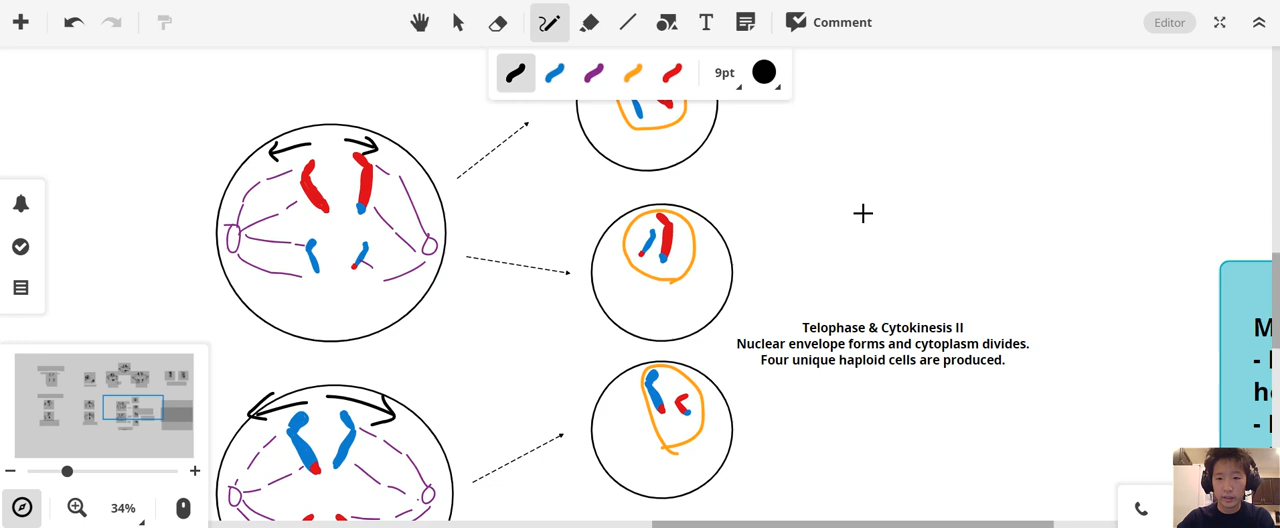 Comment
Editor
9pt
Telophase & Cytokinesis II
Nuclear envelope forms and cytoplasm divides.
Four unique haploid cells are produced.
M
-
h
-
34%